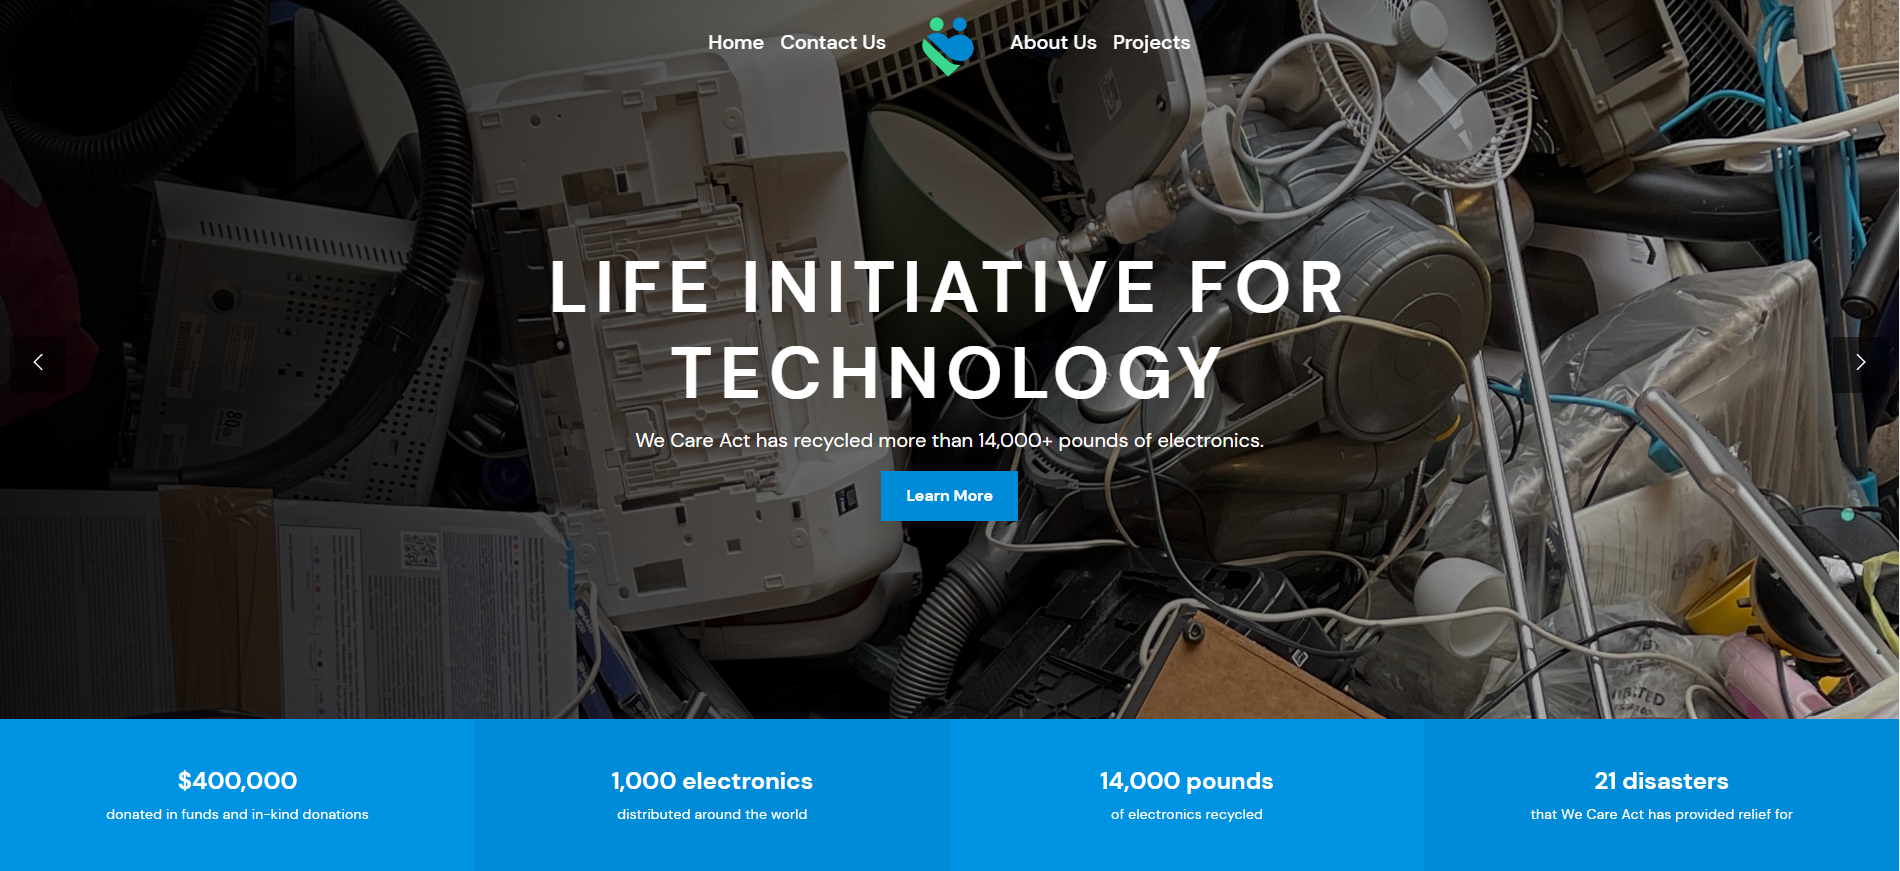 Home Contact Us About Us Projects
LIFE INITIATIVE FOR
TECHNOLOGY
We Care Act has recycled more than 14,000+ pounds of electronics.
Learn More
$400,000
donated in funds and in-kind donations
1,000 electronics
distributed around the world
14,000 pounds
of electronics recycled
21 disasters
that We Care Act has provided relief for